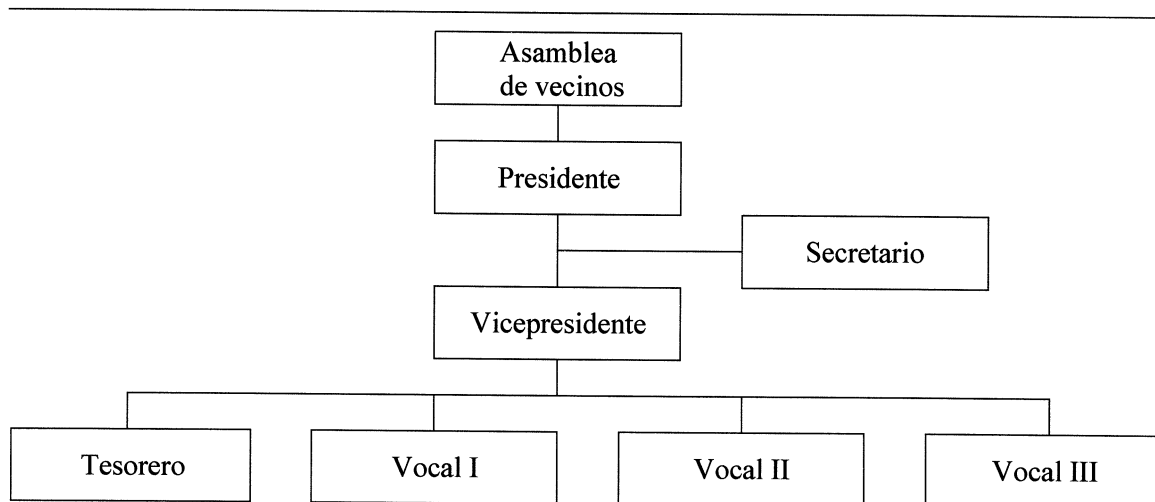 Asamblea
de vecinos
Presidente
Secretario
Vicepresidente
Tesorero
Vocal I
Vocal II
Vocal III